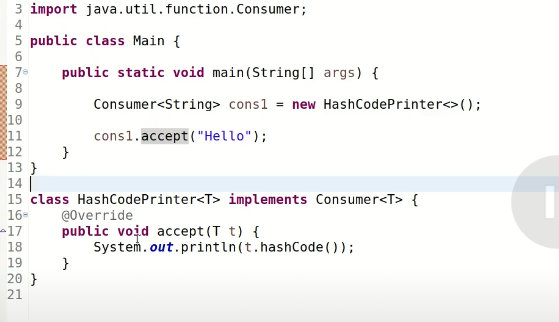 3 import java.util.function.Consumer;
4
5 public class Main {
6
7     public static void main(String[] args) {
8
9         Consumer<String> cons1 = new HashCodePrinter<>();
10
11         cons1.accept("Hello");
12     }
13 }
14
15 class HashCodePrinter<T> implements Consumer<T> {
16     @Override
17     public void accept(T t) {
18         System.out.println(t.hashCode());
19     }
20 }
21